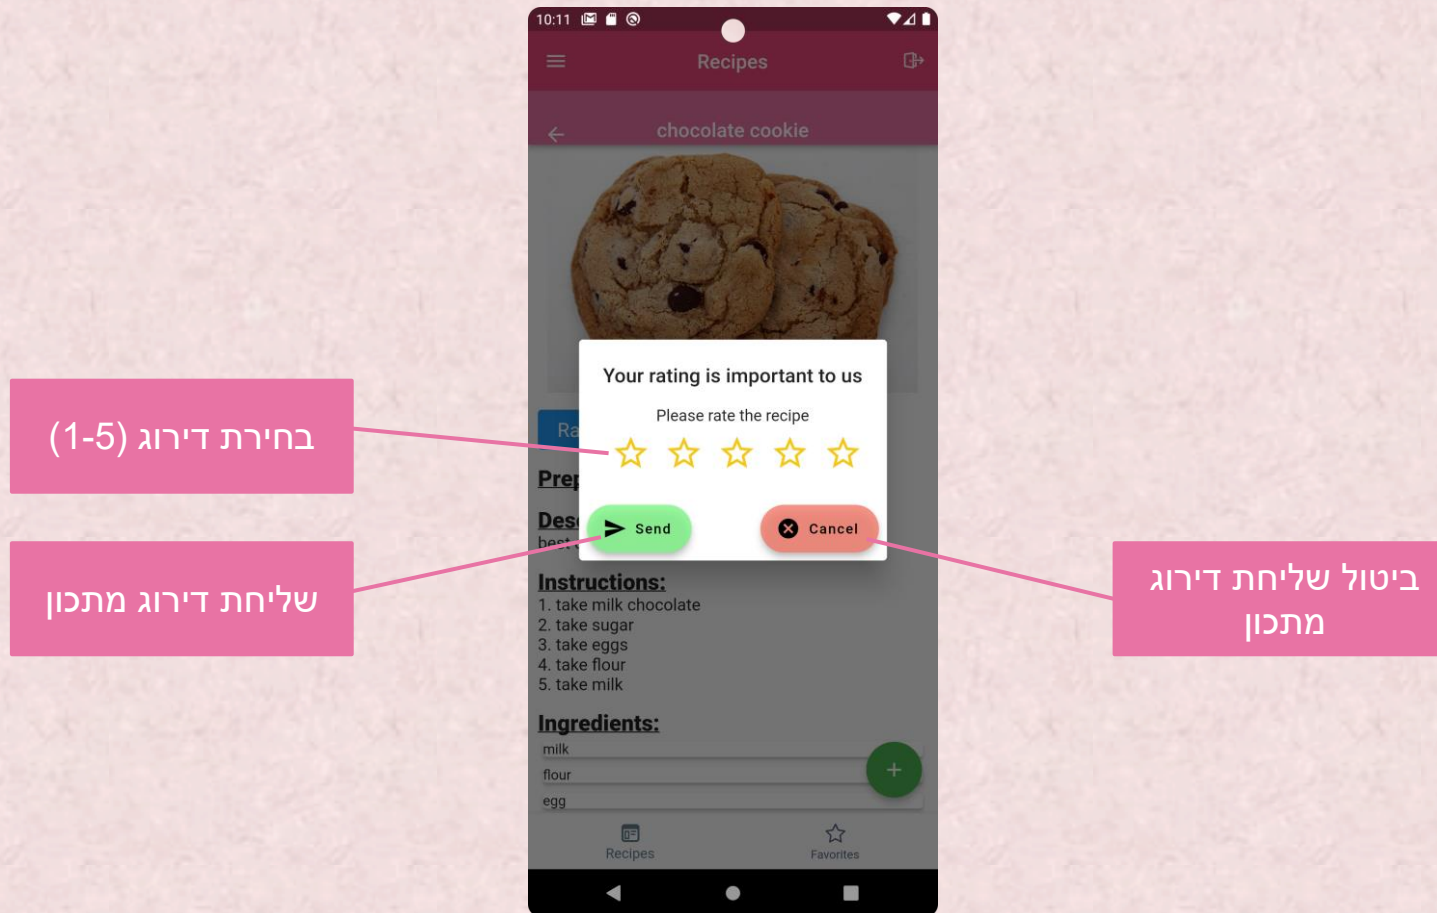 10:11
Recipes
chocolate cookie
Your rating is important to us
Please rate the recipe
Send
Cancel
Instructions:
1. take milk chocolate
2. take sugar
3. take eggs
4. take flour
5. take milk
Ingredients:
milk
flour
egg
Recipes
Favorites
בחירת דירוג (1-5)
שליחת דירוג מתכון
ביטול שליחת דירוג
מתכון